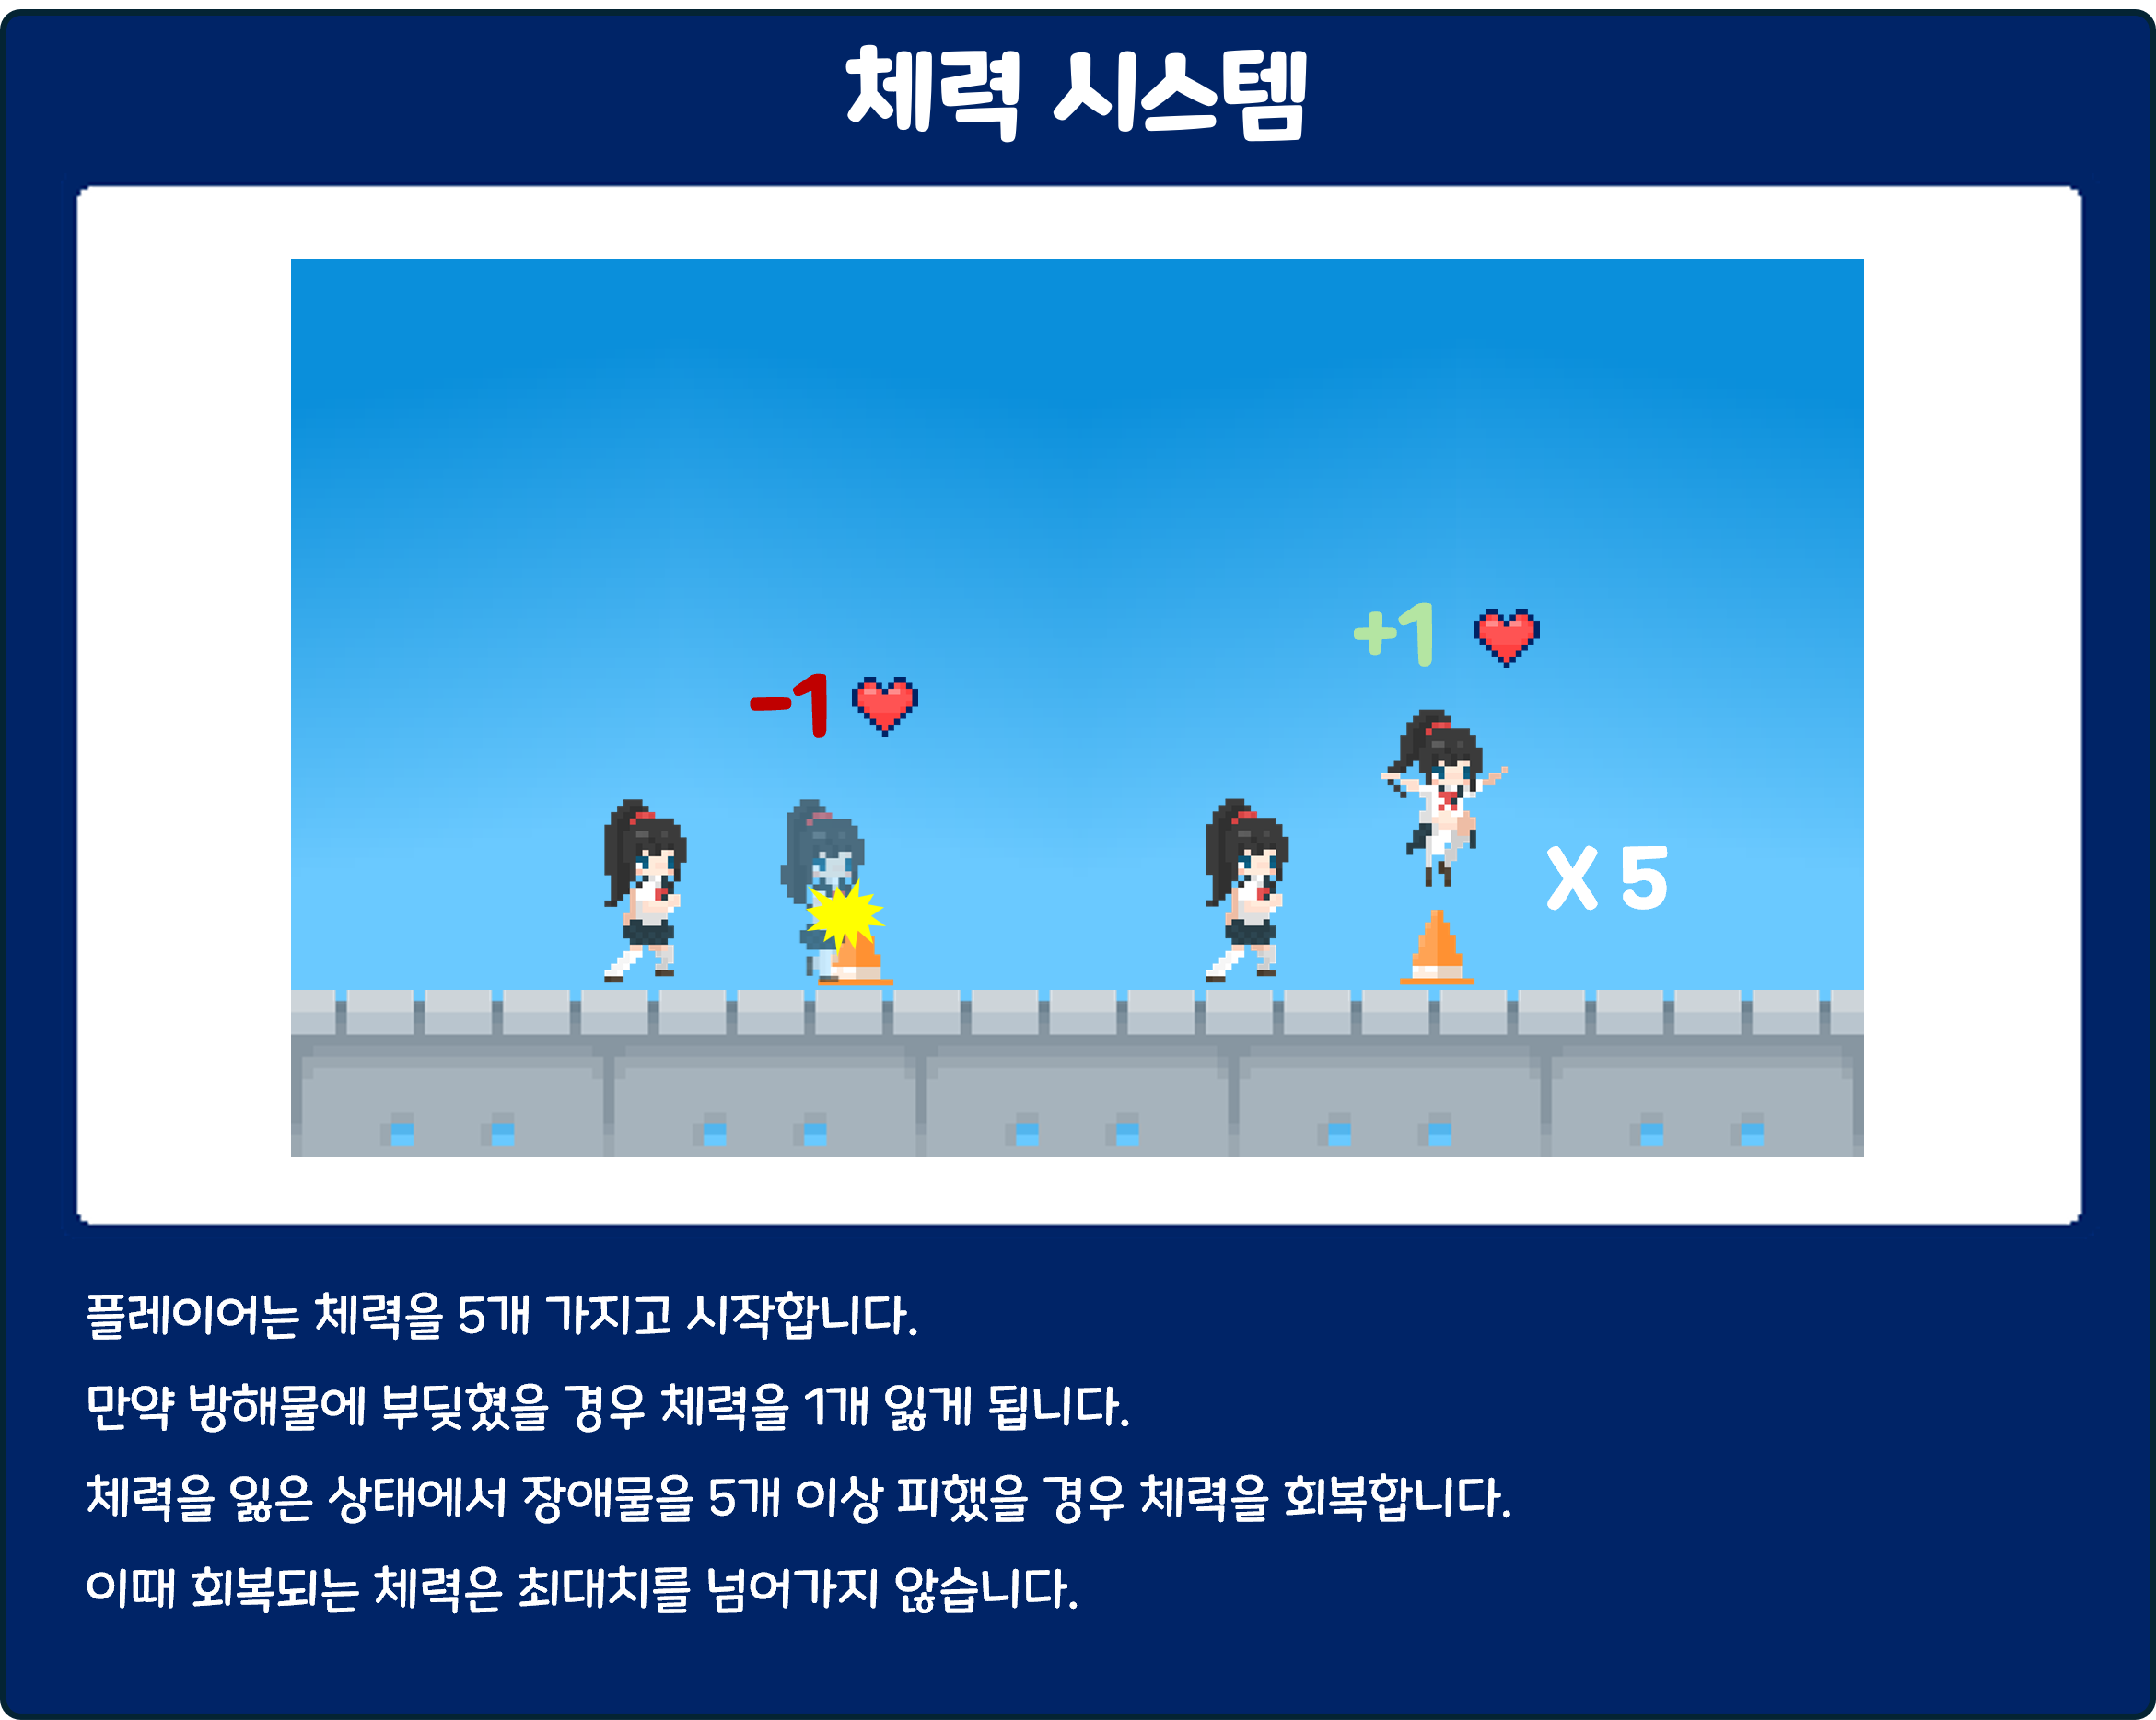 체력 시스템
+1
-1
X 5
플레이어는 체력을 5개 가지고 시작합니다.
만약 방해물에 부딪혔을 경우 체력을 1개 잃게 됩니다.
체력을 잃은 상태에서 장애물을 5개 이상 피했을 경우 체력을 회복합니다.
이때 회복되는 체력은 최대치를 넘어가지 않습니다.